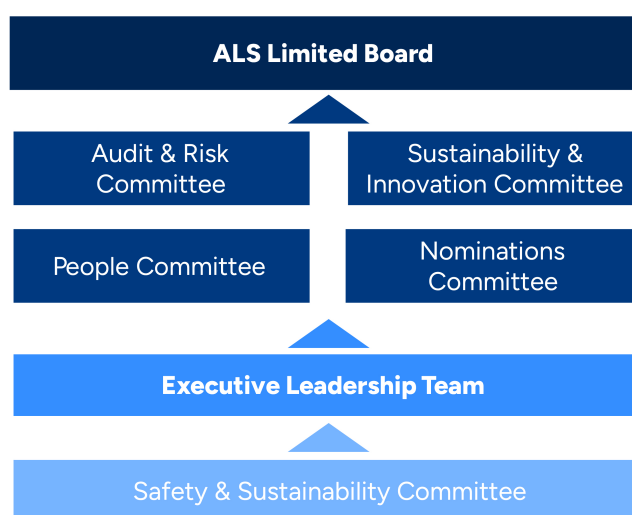 ALS Limited Board
Audit & Risk
Committee
Sustainability &
Innovation Committee
People Committee
Nominations
Committee
Executive Leadership Team
Safety & Sustainability Committee